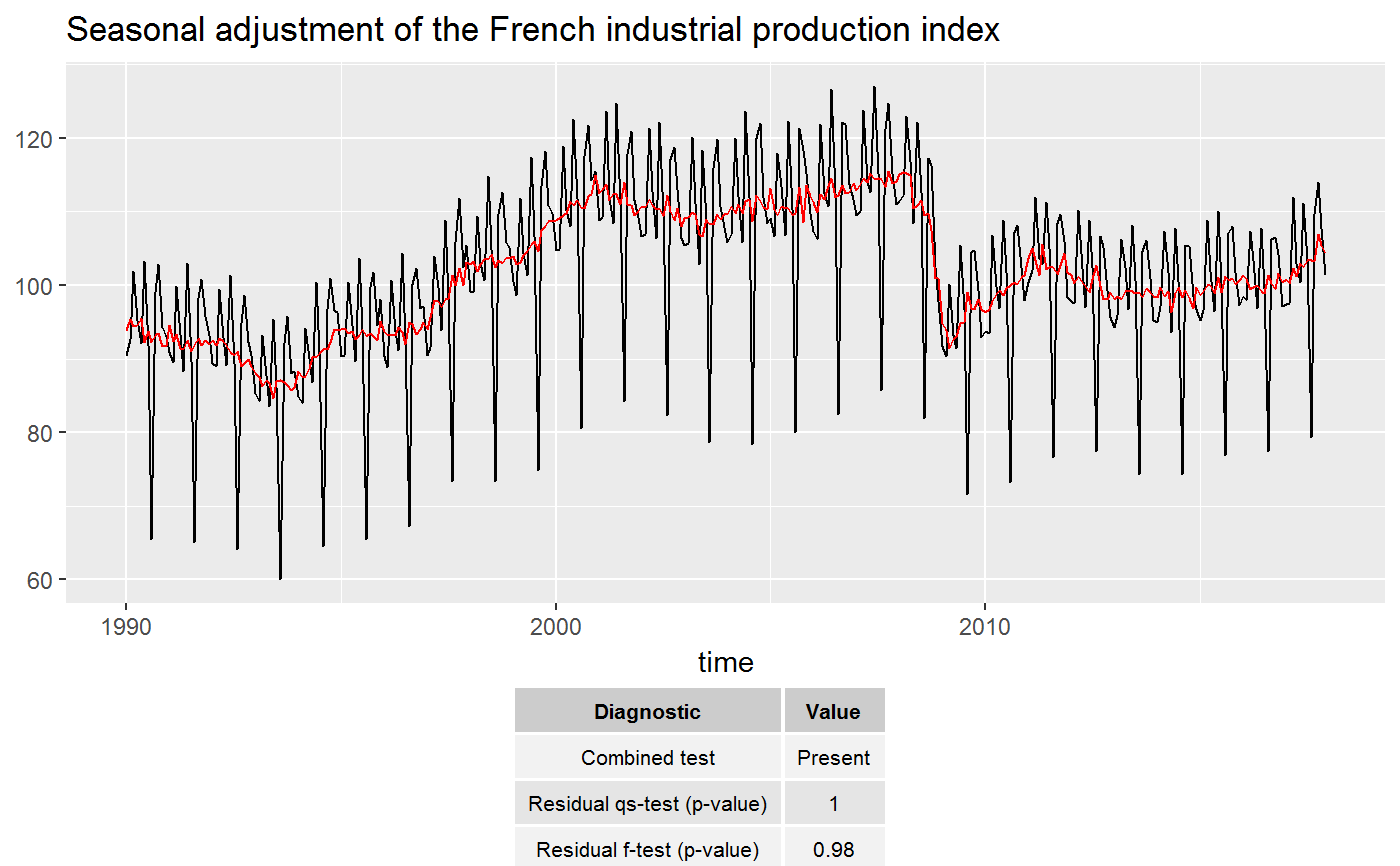 Seasonal adjustment of the French industrial production index
120
100
80
60
1990 2000 2010
time
Diagnostic Value
Combined test Present
Residual qs-test (p-value) 1
Residual f-test (p-value) 0.98